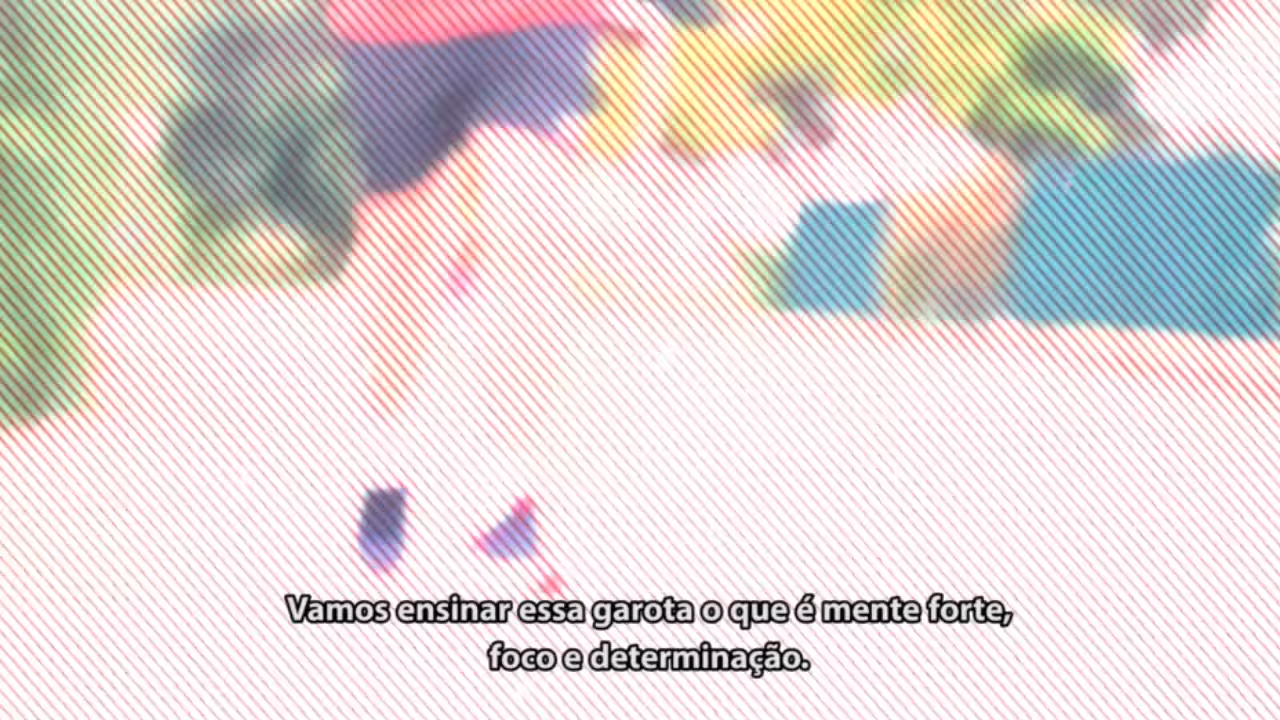 Vamos ensinar essa garota o que é mente forte,
foco e determinação.